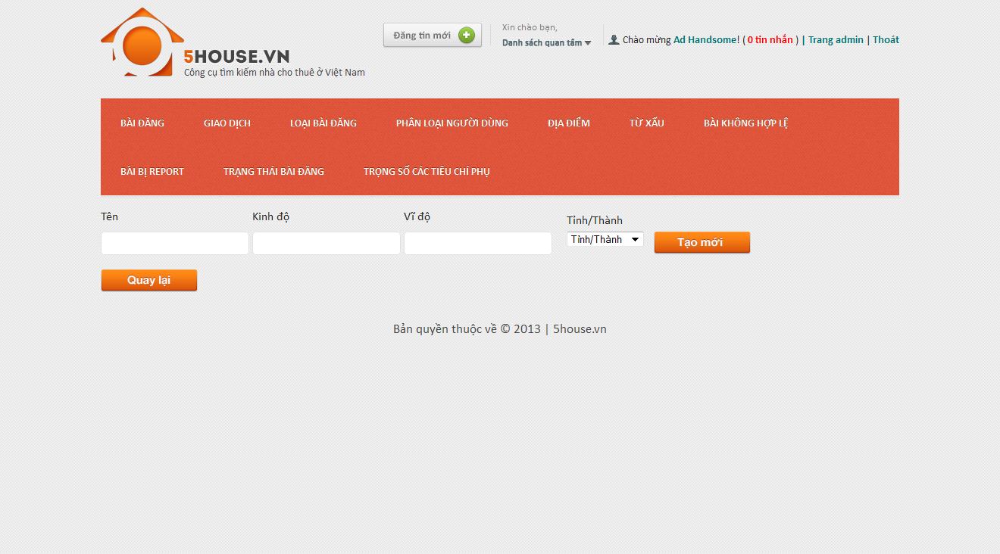 5HOUSE.VN
Công cụ tìm kiếm nhà cho thuê ở Việt Nam
Đăng tin mới
Xin chào bạn,
Danh sách quan tâm
Chào mừng Ad Handsome! ( 0 tin nhắn ) | Trang admin | Thoát
BÀI ĐĂNG GIAO DỊCH LOẠI BÀI ĐĂNG PHÂN LOẠI NGƯỜI DÙNG ĐỊA ĐIỂM TỪ XẤU BÀI KHÔNG HỢP LỆ
BÀI BỊ REPORT TRẠNG THÁI BÀI ĐĂNG TRỌNG SỐ CÁC TIÊU CHÍ PHỤ
Tên Kinh độ Vĩ độ Tỉnh/Thành
Tỉnh/Thành Tạo mới
Quay lại
Bản quyền thuộc về © 2013 | 5house.vn